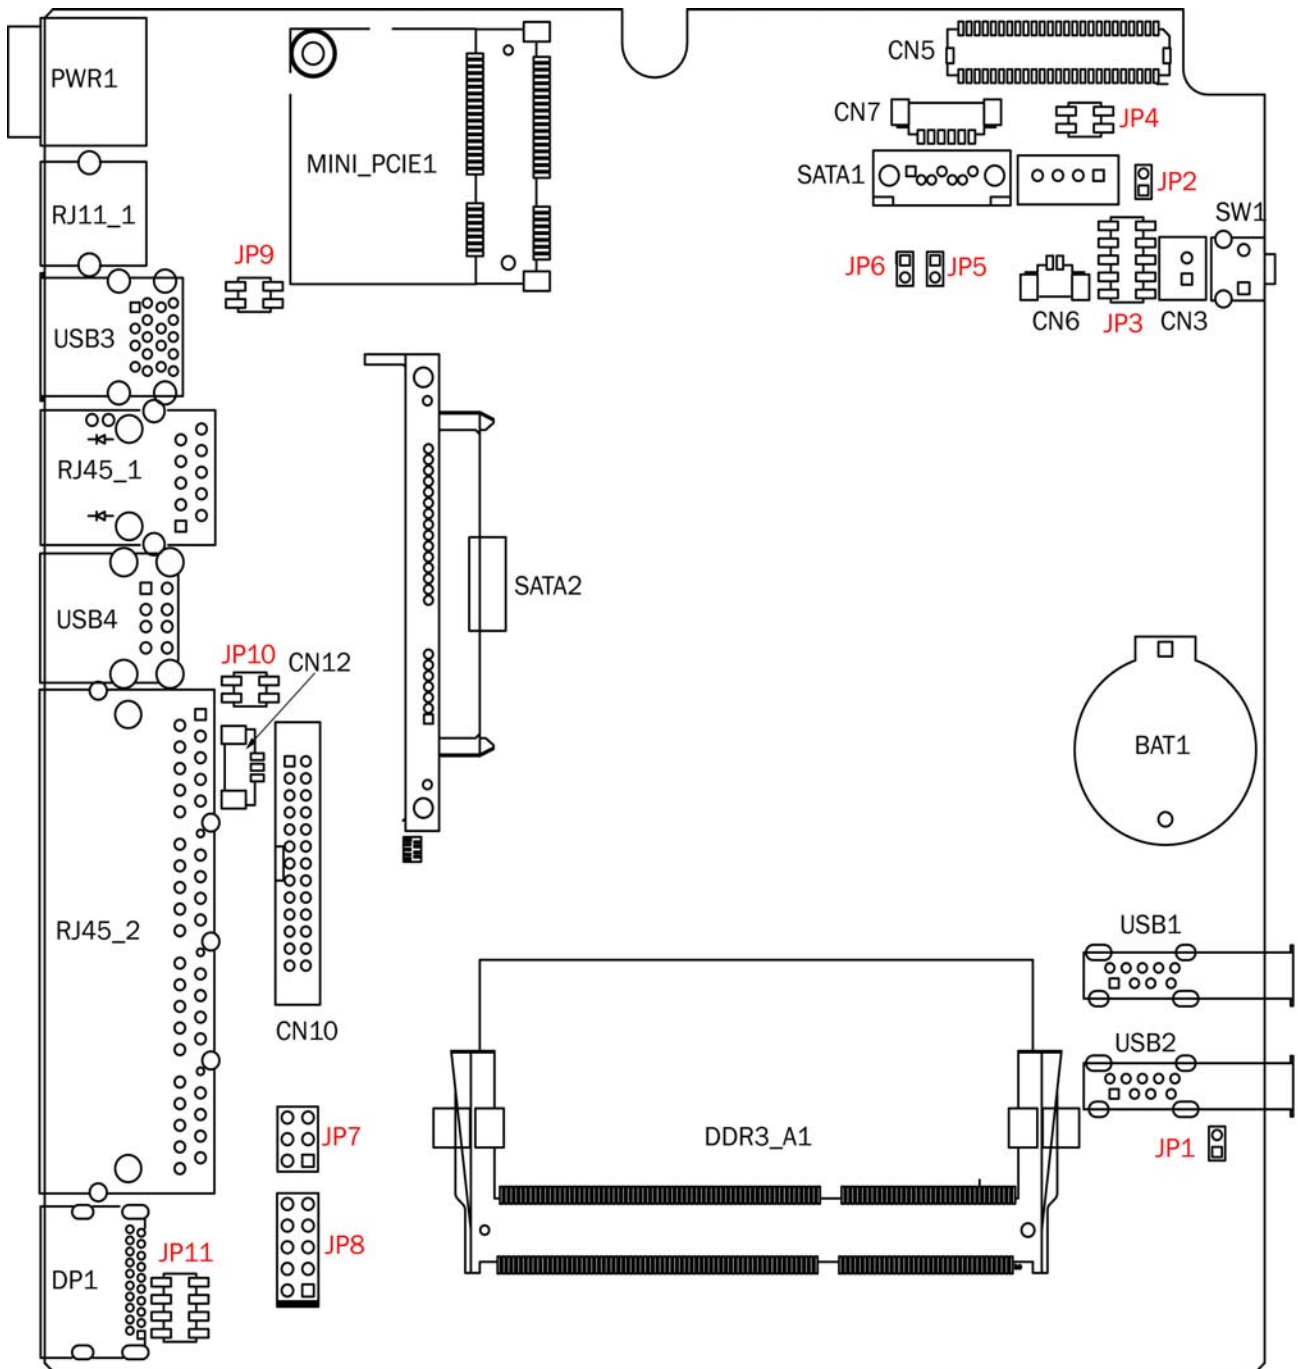 CN5
PWR1
CN7
JP4
MINI_PCIE1
SATA1
JP2
RJ11_1
SW1
JP9
JP6
JP5
CN6
JP3
CN3
USB3
RJ45_1
SATA2
USB4
JP10
CN12
BAT1
USB1
RJ45_2
CN10
USB2
JP7
DDR3_A1
JP1
JP8
JP11
DP1